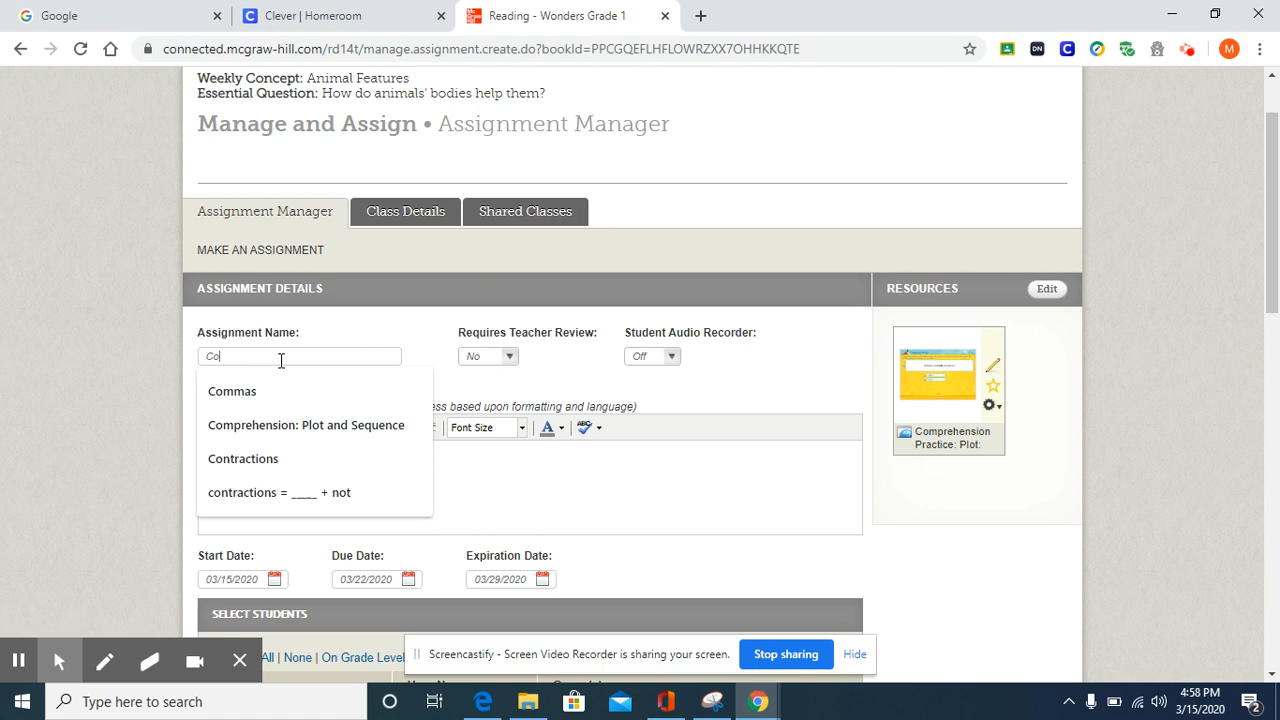 Google
Clever | Homeroom
Reading - Wonders Grade 1
connected.mcgraw-hill.com/rd14t/manage.assignment.create.do?bookId=PPCGQEFLHFLOWRZXX7OHHKKQTE
DN
C
M
Weekly Concept: Animal Features
Essential Question: How do animals' bodies help them?
Manage and Assign • Assignment Manager
Assignment Manager
Class Details
Shared Classes
MAKE AN ASSIGNMENT
ASSIGNMENT DETAILS
RESOURCES
Edit
Assignment Name:
Requires Teacher Review:
Student Audio Recorder:
Co
No
Off
Commas
Comprehension: Plot and Sequence
Contractions
contractions = _____ + not
ess based upon formatting and language)
Font Size
A
ABC
Comprehension
Practice: Plot:
Start Date:
Due Date:
Expiration Date:
03/15/2020
03/22/2020
03/29/2020
SELECT STUDENTS
All | None | On Grade Level
Screencastify - Screen Video Recorder is sharing your screen.
Stop sharing
Hide
Type here to search
4:58 PM
3/15/2020
2